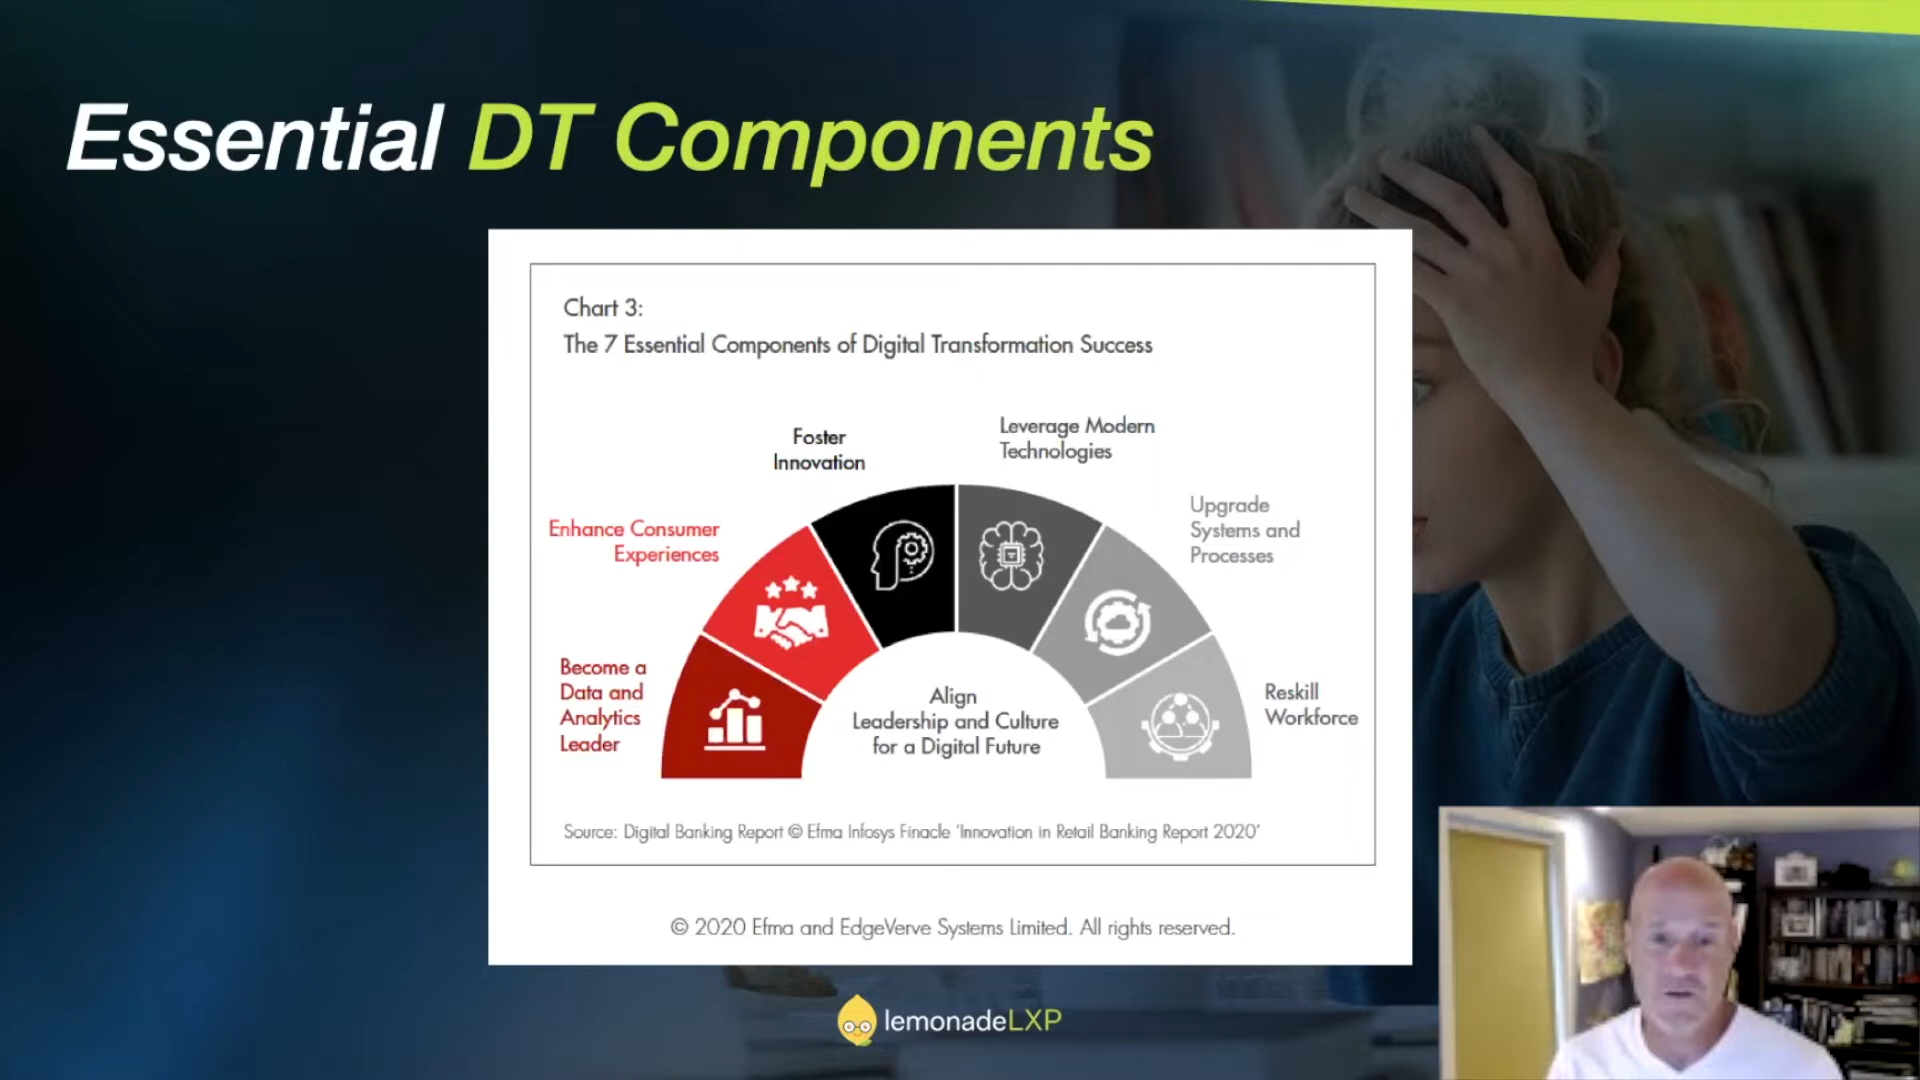 Essential DT Components
Chart 3:
The 7 Essential Components of Digital Transformation Success
Foster
Innovation
Leverage Modern
Technologies
Enhance Consumer
Experiences
Upgrade
Systems and
Processes
Become a
Data and
Analytics
Leader
Align
Leadership and Culture
for a Digital Future
Reskill
Workforce
Source: Digital Banking Report © Efma Infosys Finacle 'Innovation in Retail Banking Report 2020'
© 2020 Efma and EdgeVerve Systems Limited. All rights reserved.
lemonadeLXP